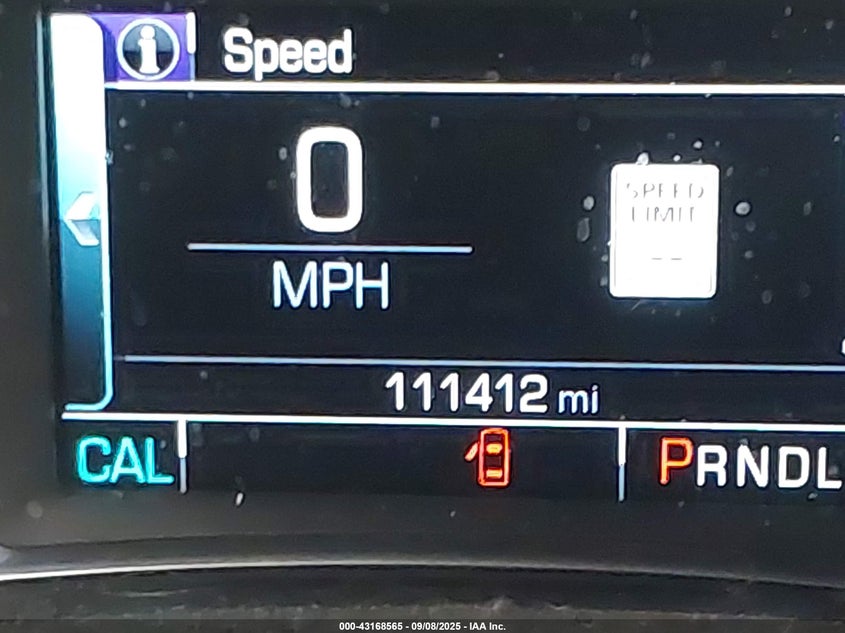 i Speed
0
MPH
SPEED
LIMIT
--
111412 mi
CAL PRNDL
000-43168565 - 09/08/2025 - IAA Inc.